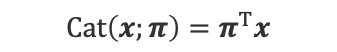 Cat(𝒙; 𝝅) = 𝝅ᵀ𝒙